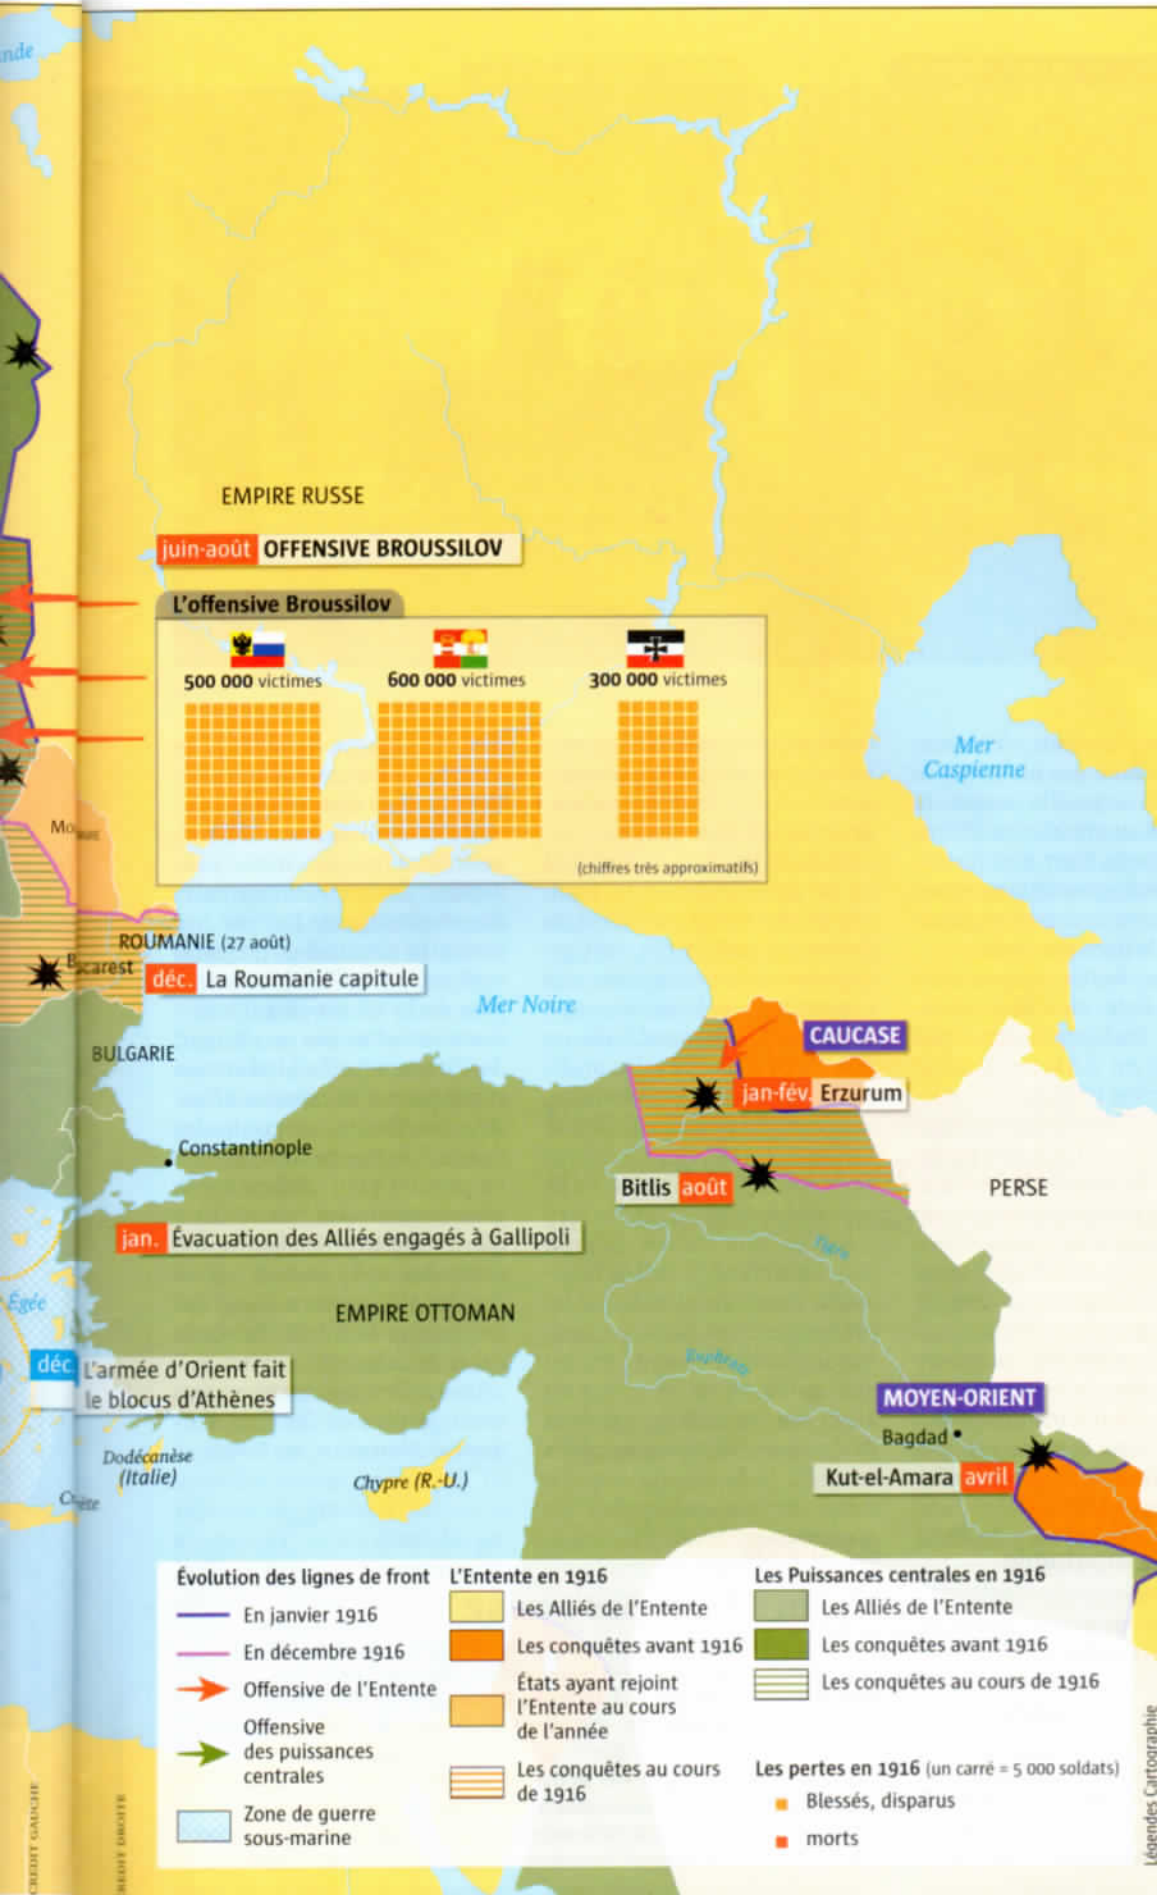 EMPIRE RUSSE
juin-août OFFENSIVE BROUSSILOV
L'offensive Broussilov
500 000 victimes
600 000 victimes
300 000 victimes
(chiffres très approximatifs)
Mer
Caspienne
ROUMANIE (27 août)
déc. La Roumanie capitule
Mer Noire
CAUCASE
BULGARIE
jan-fév. Erzurum
Constantinople
Bitlis août
PERSE
jan. Évacuation des Alliés engagés à Gallipoli
Tigre
Égée
EMPIRE OTTOMAN
Euphrate
déc. L'armée d'Orient fait
le blocus d'Athènes
MOYEN-ORIENT
Bagdad
Dodécanèse
(Italie)
Chypre (R.-U.)
Kut-el-Amara avril
Évolution des lignes de front
En janvier 1916
En décembre 1916
Offensive de l'Entente
Offensive
des puissances
centrales
Zone de guerre
sous-marine
L'Entente en 1916
Les Alliés de l'Entente
Les conquêtes avant 1916
États ayant rejoint
l'Entente au cours
de l'année
Les conquêtes au cours
de 1916
Les Puissances centrales en 1916
Les Alliés de l'Entente
Les conquêtes avant 1916
Les conquêtes au cours de 1916
Les pertes en 1916 (un carré = 5 000 soldats)
Blessés, disparus
morts
Légendes Cartographie
CREDIT GAUCHE
CREDIT DROITE